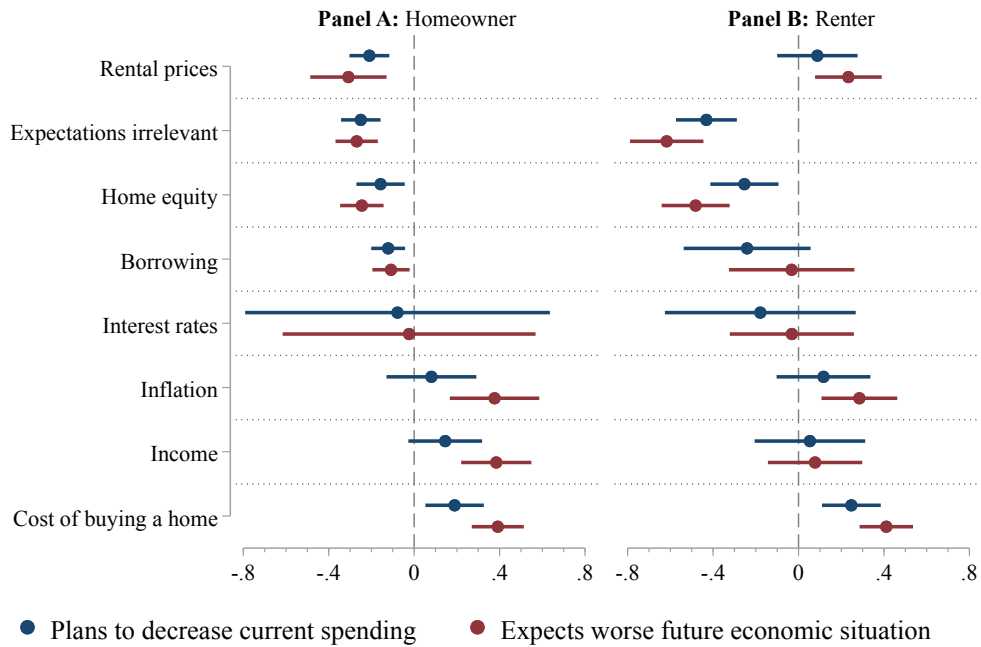 Panel A: Homeowner
Panel B: Renter
Rental prices
Expectations irrelevant
Home equity
Borrowing
Interest rates
Inflation
Income
Cost of buying a home
-.8 -.4 0 .4 .8
-.8 -.4 0 .4 .8
Plans to decrease current spending
Expects worse future economic situation